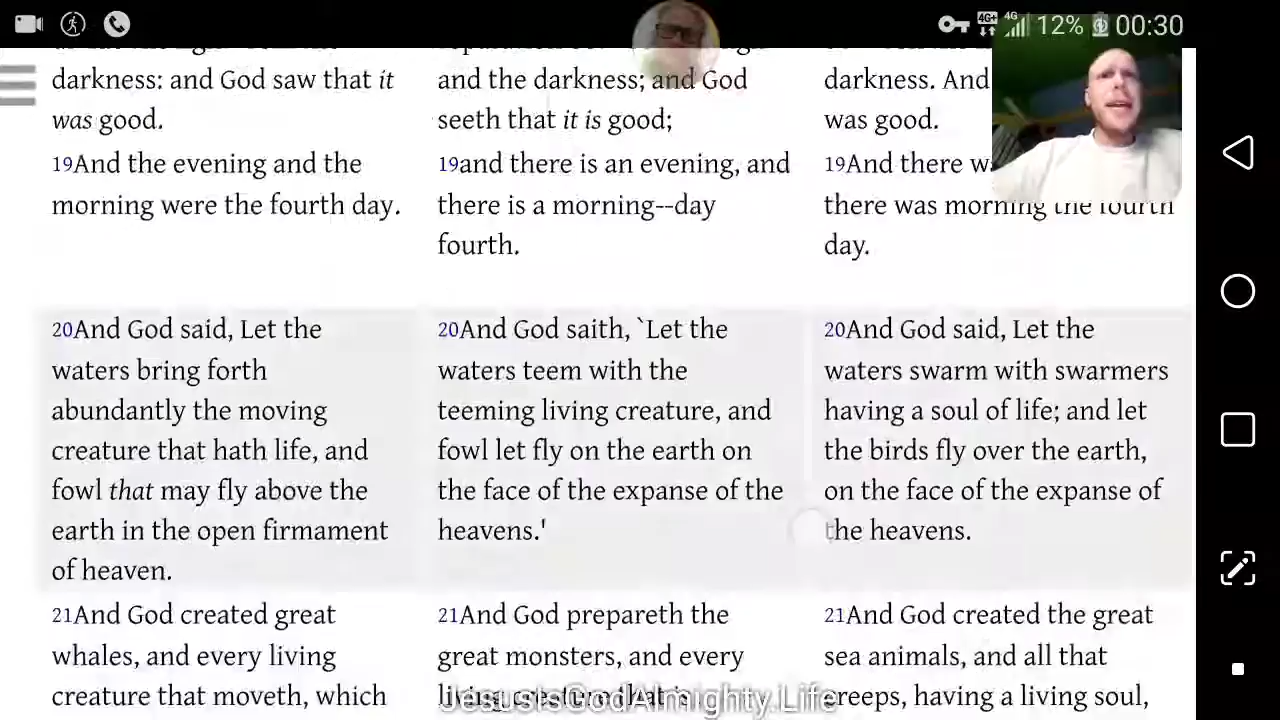 12% 00:30
darkness: and God saw that it
was good.
19And the evening and the
morning were the fourth day.
20And God said, Let the
waters bring forth
abundantly the moving
creature that hath life, and
fowl that may fly above the
earth in the open firmament
of heaven.
21And God created great
whales, and every living
creature that moveth, which
and the darkness; and God
seeth that it is good;
19and there is an evening, and
there is a morning--day
fourth.
20And God saith, `Let the
waters teem with the
teeming living creature, and
fowl let fly on the earth on
the face of the expanse of the
heavens.'
21And God prepareth the
great monsters, and every
living creature that is
darkness. And
was good.
19And there
there was morning the fourth
day.
20And God said, Let the
waters swarm with swarmers
having a soul of life; and let
the birds fly over the earth,
on the face of the expanse of
the heavens.
21And God created the great
sea animals, and all that
creeps, having a living soul,
JesusIsGodAlmighty.Life